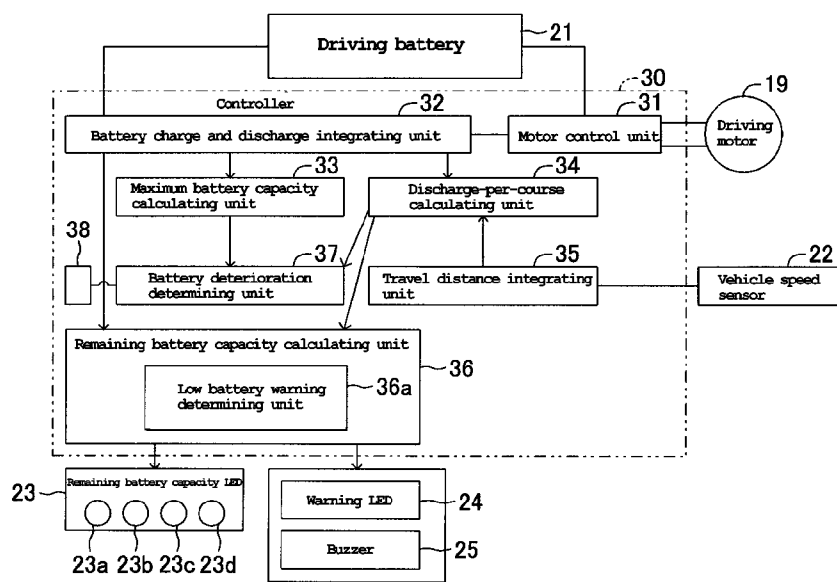 Driving battery
21
30
19
Controller
32
31
Battery charge and discharge integrating unit
Motor control unit
Driving
motor
33
34
Maximum battery capacity
calculating unit
Discharge-per-course
calculating unit
38
37
35
22
Battery deterioration
determining unit
Travel distance integrating
unit
Vehicle speed
sensor
Remaining battery capacity calculating unit
36
Low battery warning
determining unit
36a
23
Remaining battery capacity LED
Warning LED
24
Buzzer
25
23a 23b 23c 23d